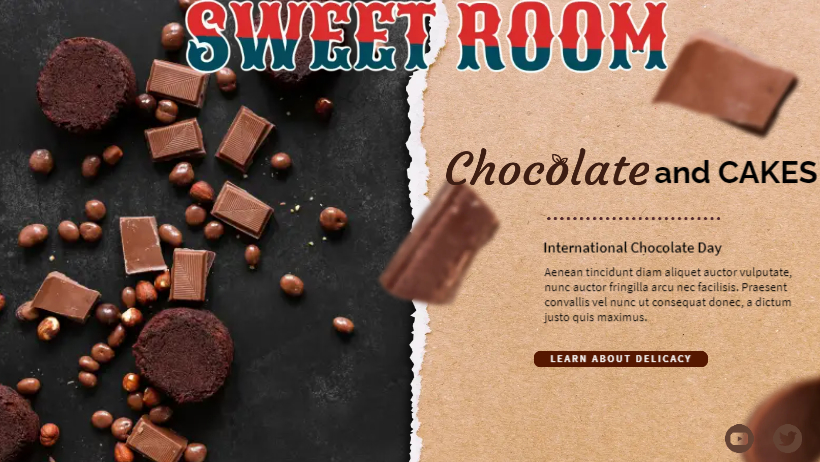 SWEET ROOM
Chocolate and CAKES
International Chocolate Day
Aenean tincidunt diam aliquet auctor vulputate,
nunc auctor fringilla arcu nec facilisis. Praesent
convallis vel nunc ut consequat donec, a dictum
justo quis maximus.
LEARN ABOUT DELICACY